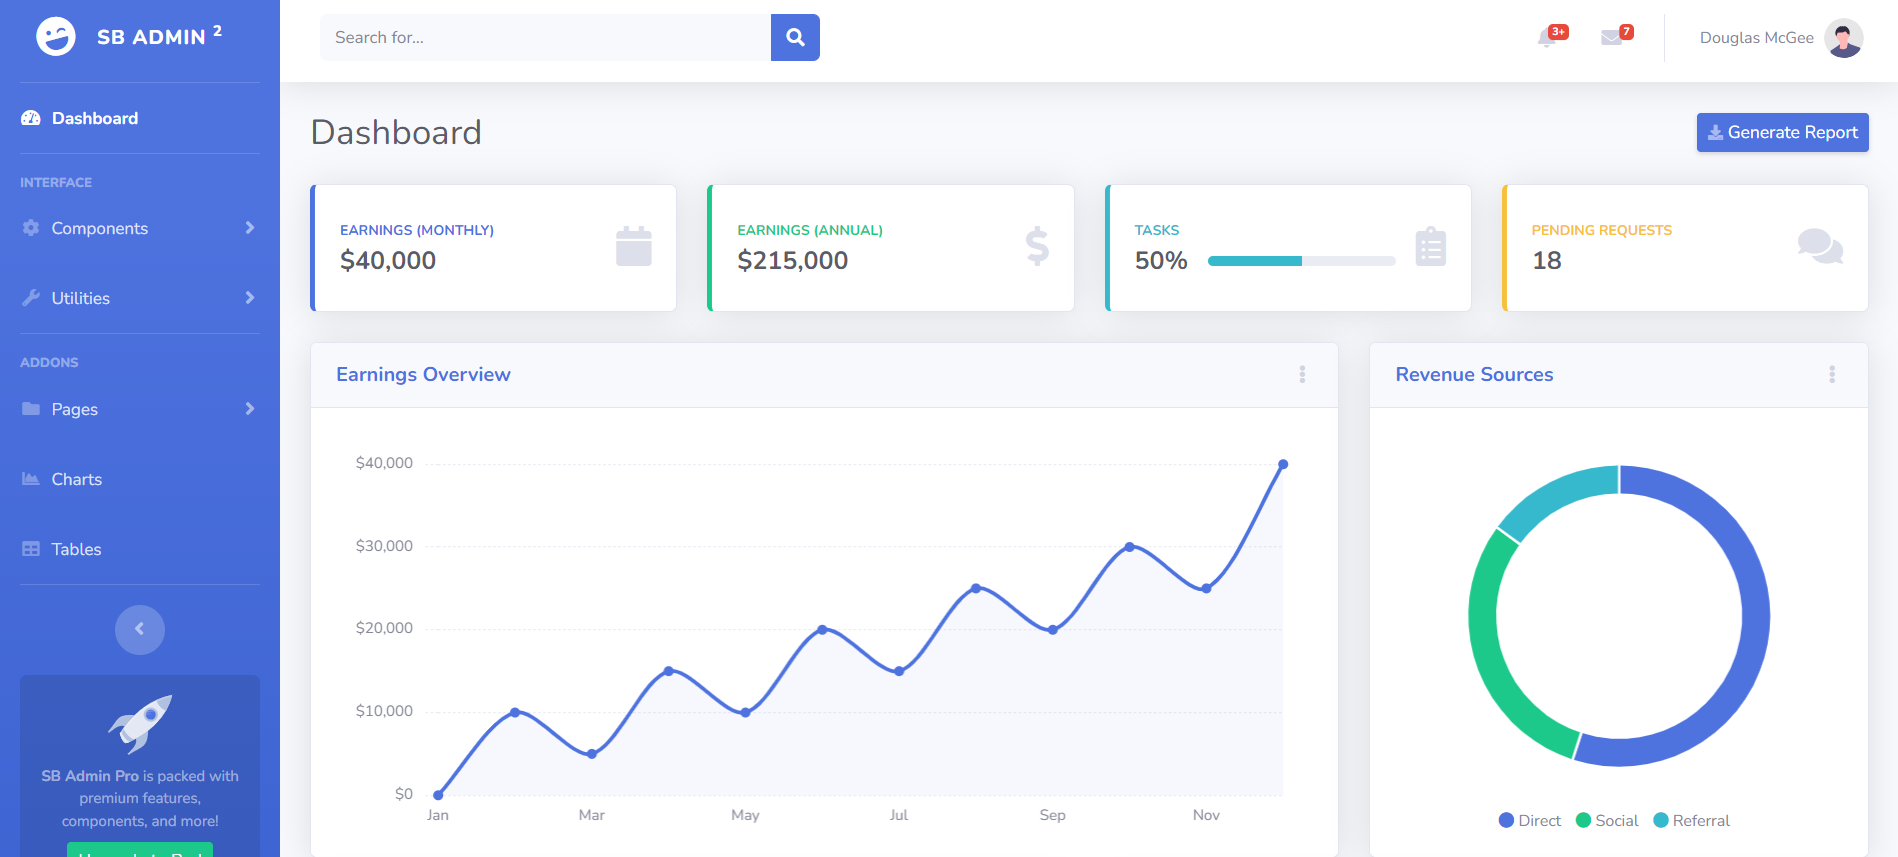 SB ADMIN 2
Search for...
3+
7
Douglas McGee
Dashboard
INTERFACE
Components
Utilities
ADDONS
Pages
Charts
Tables
SB Admin Pro is packed with
premium features,
components, and more!
Dashboard
Generate Report
EARNINGS (MONTHLY)
$40,000
EARNINGS (ANNUAL)
$215,000
TASKS
50%
PENDING REQUESTS
18
Earnings Overview
$40,000
$30,000
$20,000
$10,000
$0
Jan Mar May Jul Sep Nov
Revenue Sources
Direct Social Referral